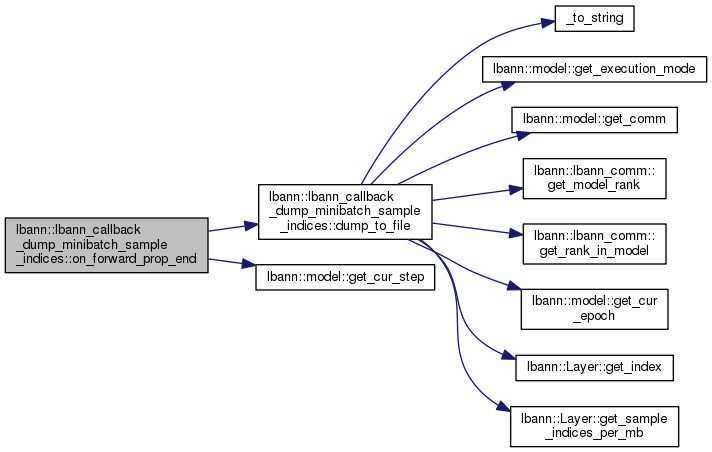 lbann::lbann_callback
_dump_minibatch_sample
_indices::on_forward_prop_end
lbann::lbann_callback
_dump_minibatch_sample
_indices::dump_to_file
lbann::model::get_cur_step
_to_string
lbann::model::get_execution_mode
lbann::model::get_comm
lbann::lbann_comm::
get_model_rank
lbann::lbann_comm::
get_rank_in_model
lbann::model::get_cur
_epoch
lbann::Layer::get_index
lbann::Layer::get_sample
_indices_per_mb